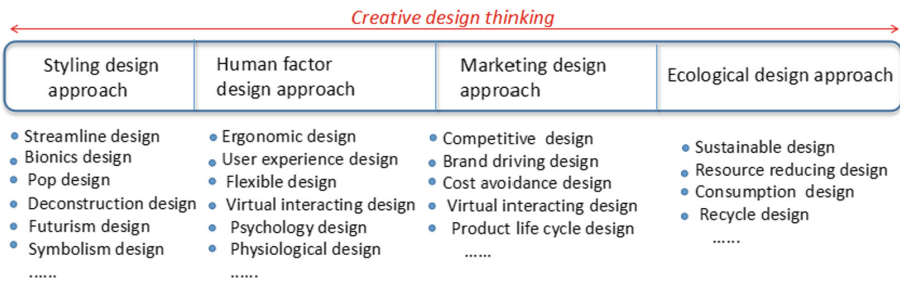 Creative design thinking
Styling design
approach
Human factor
design approach
Marketing design
approach
Ecological design approach
Streamline design
Bionics design
Pop design
Deconstruction design
Futurism design
Symbolism design
......
Ergonomic design
User experience design
Flexible design
Virtual interacting design
Psychology design
Physiological design
......
Competitive design
Brand driving design
Cost avoidance design
Virtual interacting design
Product life cycle design
......
Sustainable design
Resource reducing design
Consumption design
Recycle design
......